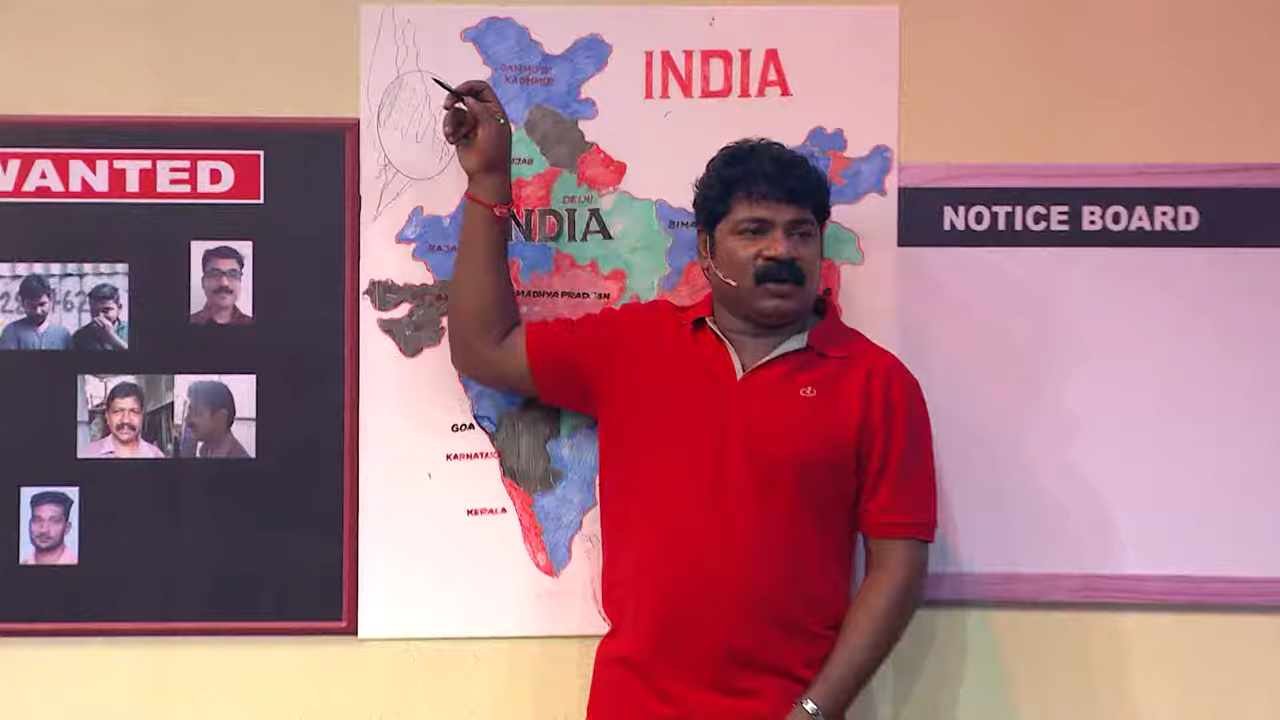 WANTED
INDIA
JAMMU &
KASHMIR
DELHI
INDIA
MADHYA PRADESH
GOA
KARNATAKA
KERALA
NOTICE BOARD